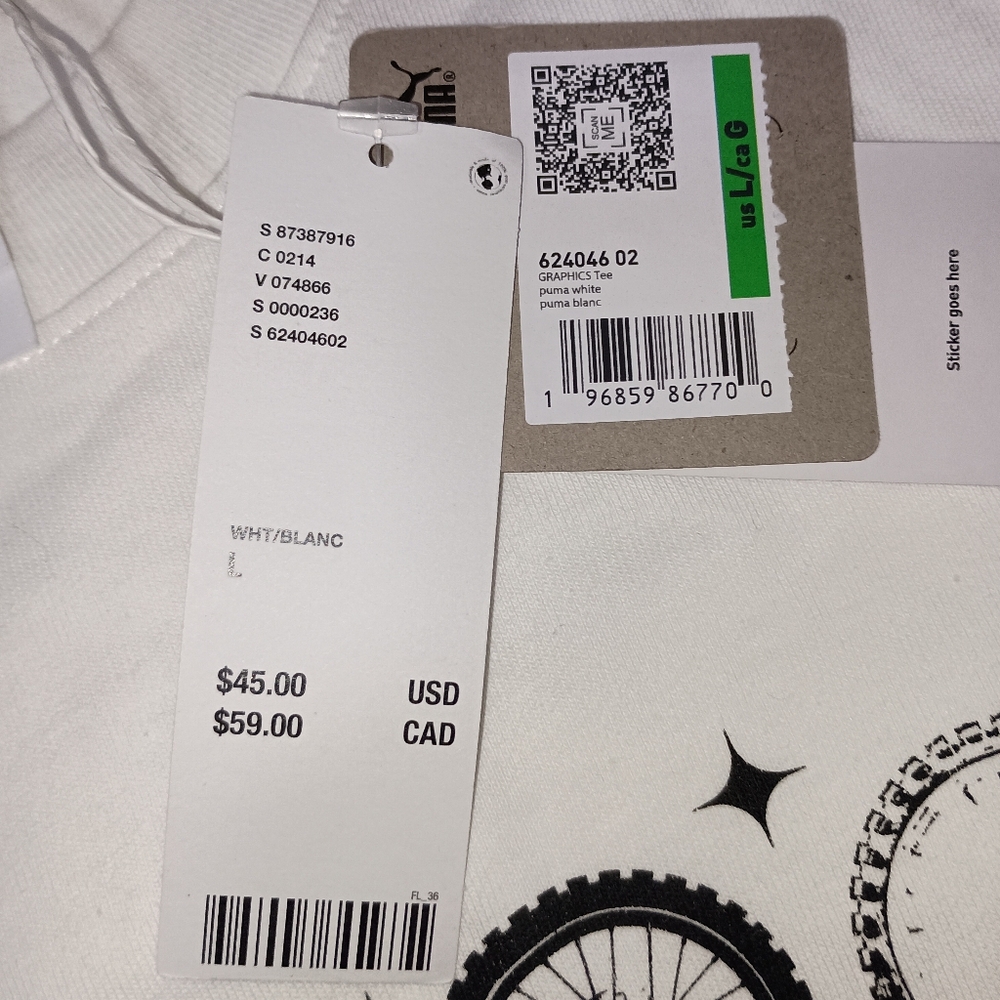 S 87387916
C 0214
V 074866
S 0000236
S 62404602
WHT/BLANC
L
$45.00 USD
$59.00 CAD
FL_36
SCAN
ME
us L/ca G
624046 02
GRAPHICS Tee
puma white
puma blanc
1 96859 86770 0
Sticker goes here